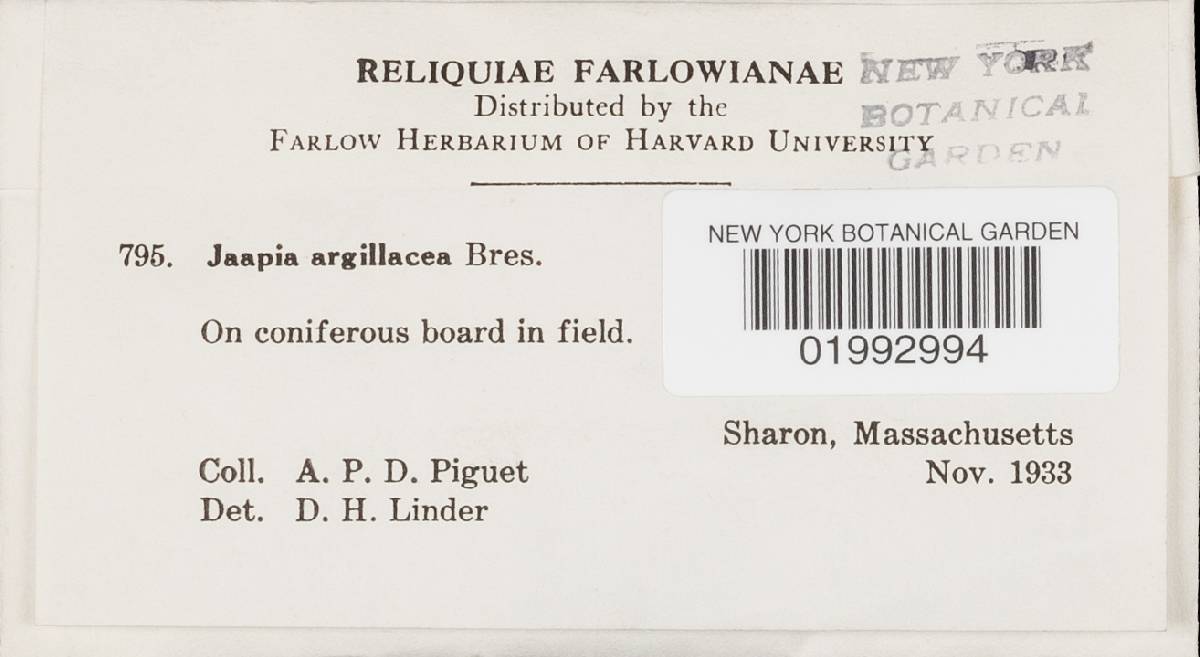 RELIQUIAE FARLOWIANAE
Distributed by the
FARLOW HERBARIUM OF HARVARD UNIVERSITY
NEW YORK
BOTANICAL
GARDEN
NEW YORK BOTANICAL GARDEN
01992994
795. Jaapia argillacea Bres.
On coniferous board in field.
Sharon, Massachusetts
Nov. 1933
Coll. A. P. D. Piguet
Det. D. H. Linder